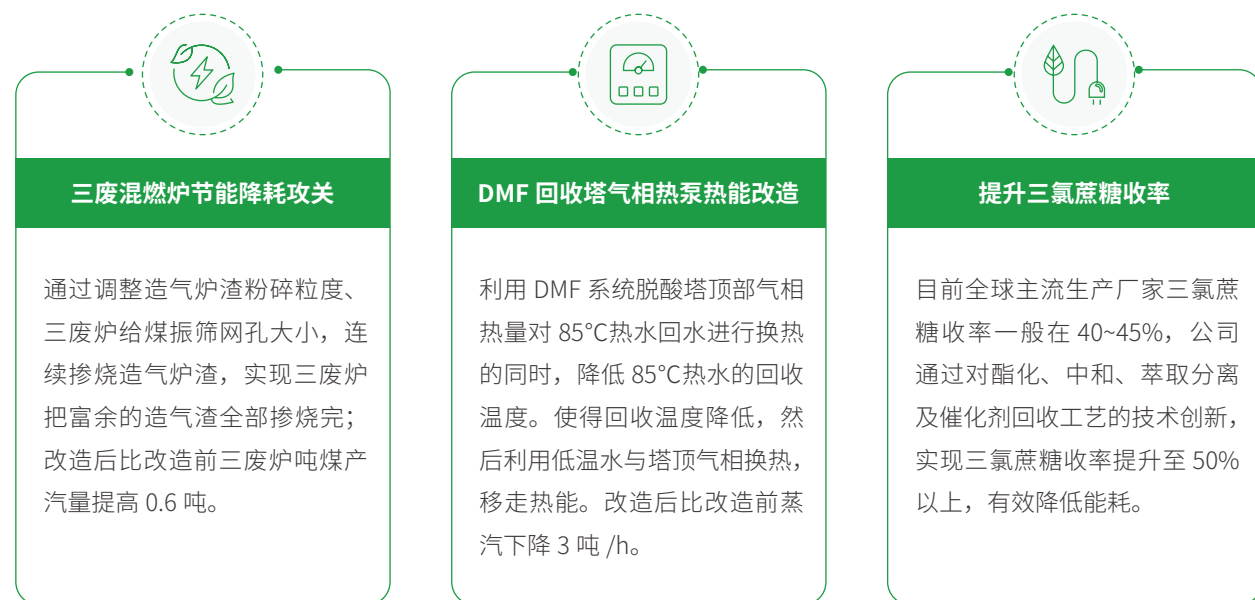 三废混燃炉节能降耗攻关
通过调整造气炉渣粉碎粒度、
三废炉给煤振筛网孔大小，连
续掺烧造气炉渣，实现三废炉
把富余的造气渣全部掺烧完；
改造后比改造前三废炉吨煤产
汽量提高 0.6 吨。
DMF 回收塔气相热泵热能改造
利用 DMF 系统脱酸塔顶部气相
热量对 85℃热水回水进行换热
的同时，降低 85℃热水的回收
温度。使得回收温度降低，然
后利用低温水与塔顶气相换热，
移走热能。改造后比改造前蒸
汽下降 3 吨 /h。
提升三氯蔗糖收率
目前全球主流生产厂家三氯蔗
糖收率一般在 40~45%，公司
通过对酯化、中和、萃取分离
及催化剂回收工艺的技术创新，
实现三氯蔗糖收率提升至 50%
以上，有效降低能耗。